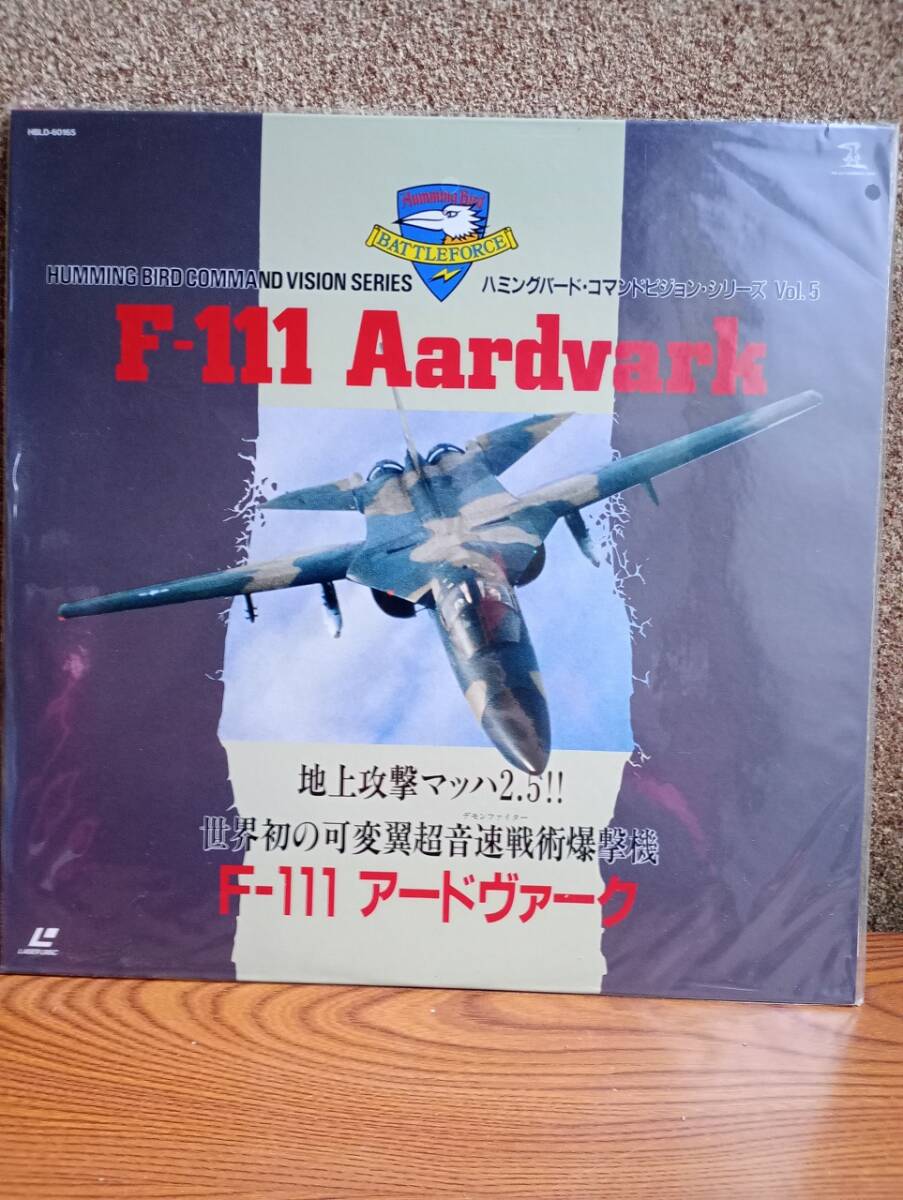 HBLD-60165
Humming Bird
BATTLEFORCE
HUMMING BIRD COMMAND VISION SERIES
ハミングバード・コマンドビジョン・シリーズ Vol.5
F-111 Aardvark
地上攻撃マッハ2.5!!
デモンファイター
世界初の可変翼超音速戦術爆撃機
F-111 アードヴァーク
LASERDISC